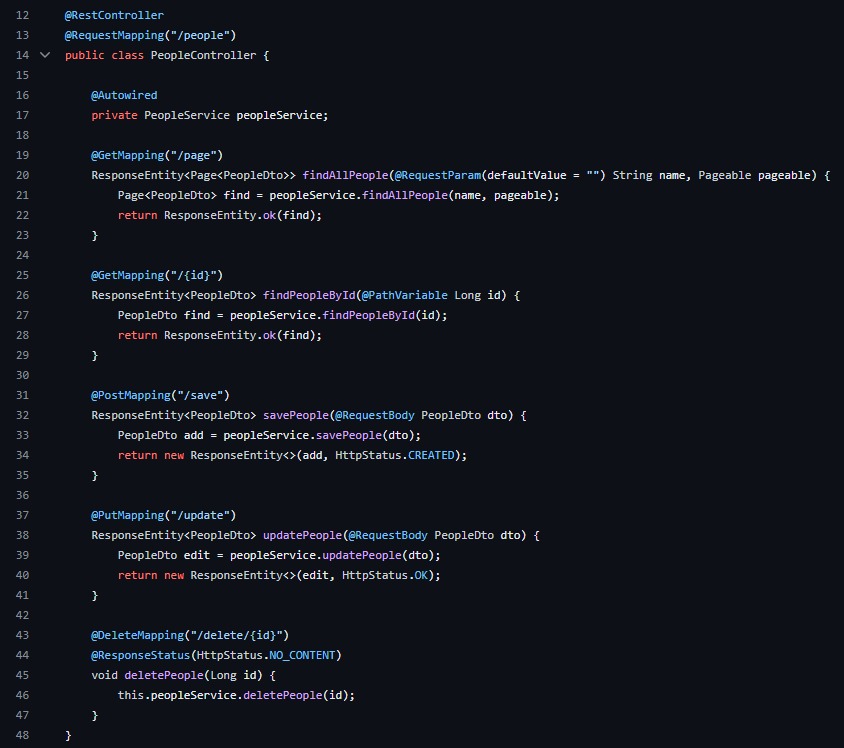 12 @RestController
13 @RequestMapping("/people")
14 public class PeopleController {
15
16     @Autowired
17     private PeopleService peopleService;
18
19     @GetMapping("/page")
20     ResponseEntity<Page<PeopleDto>> findAllPeople(@RequestParam(defaultValue = "") String name, Pageable pageable) {
21         Page<PeopleDto> find = peopleService.findAllPeople(name, pageable);
22         return ResponseEntity.ok(find);
23     }
24
25     @GetMapping("/{id}")
26     ResponseEntity<PeopleDto> findPeopleById(@PathVariable Long id) {
27         PeopleDto find = peopleService.findPeopleById(id);
28         return ResponseEntity.ok(find);
29     }
30
31     @PostMapping("/save")
32     ResponseEntity<PeopleDto> savePeople(@RequestBody PeopleDto dto) {
33         PeopleDto add = peopleService.savePeople(dto);
34         return new ResponseEntity<>(add, HttpStatus.CREATED);
35     }
36
37     @PutMapping("/update")
38     ResponseEntity<PeopleDto> updatePeople(@RequestBody PeopleDto dto) {
39         PeopleDto edit = peopleService.updatePeople(dto);
40         return new ResponseEntity<>(edit, HttpStatus.OK);
41     }
42
43     @DeleteMapping("/delete/{id}")
44     @ResponseStatus(HttpStatus.NO_CONTENT)
45     void deletePeople(Long id) {
46         this.peopleService.deletePeople(id);
47     }
48 }